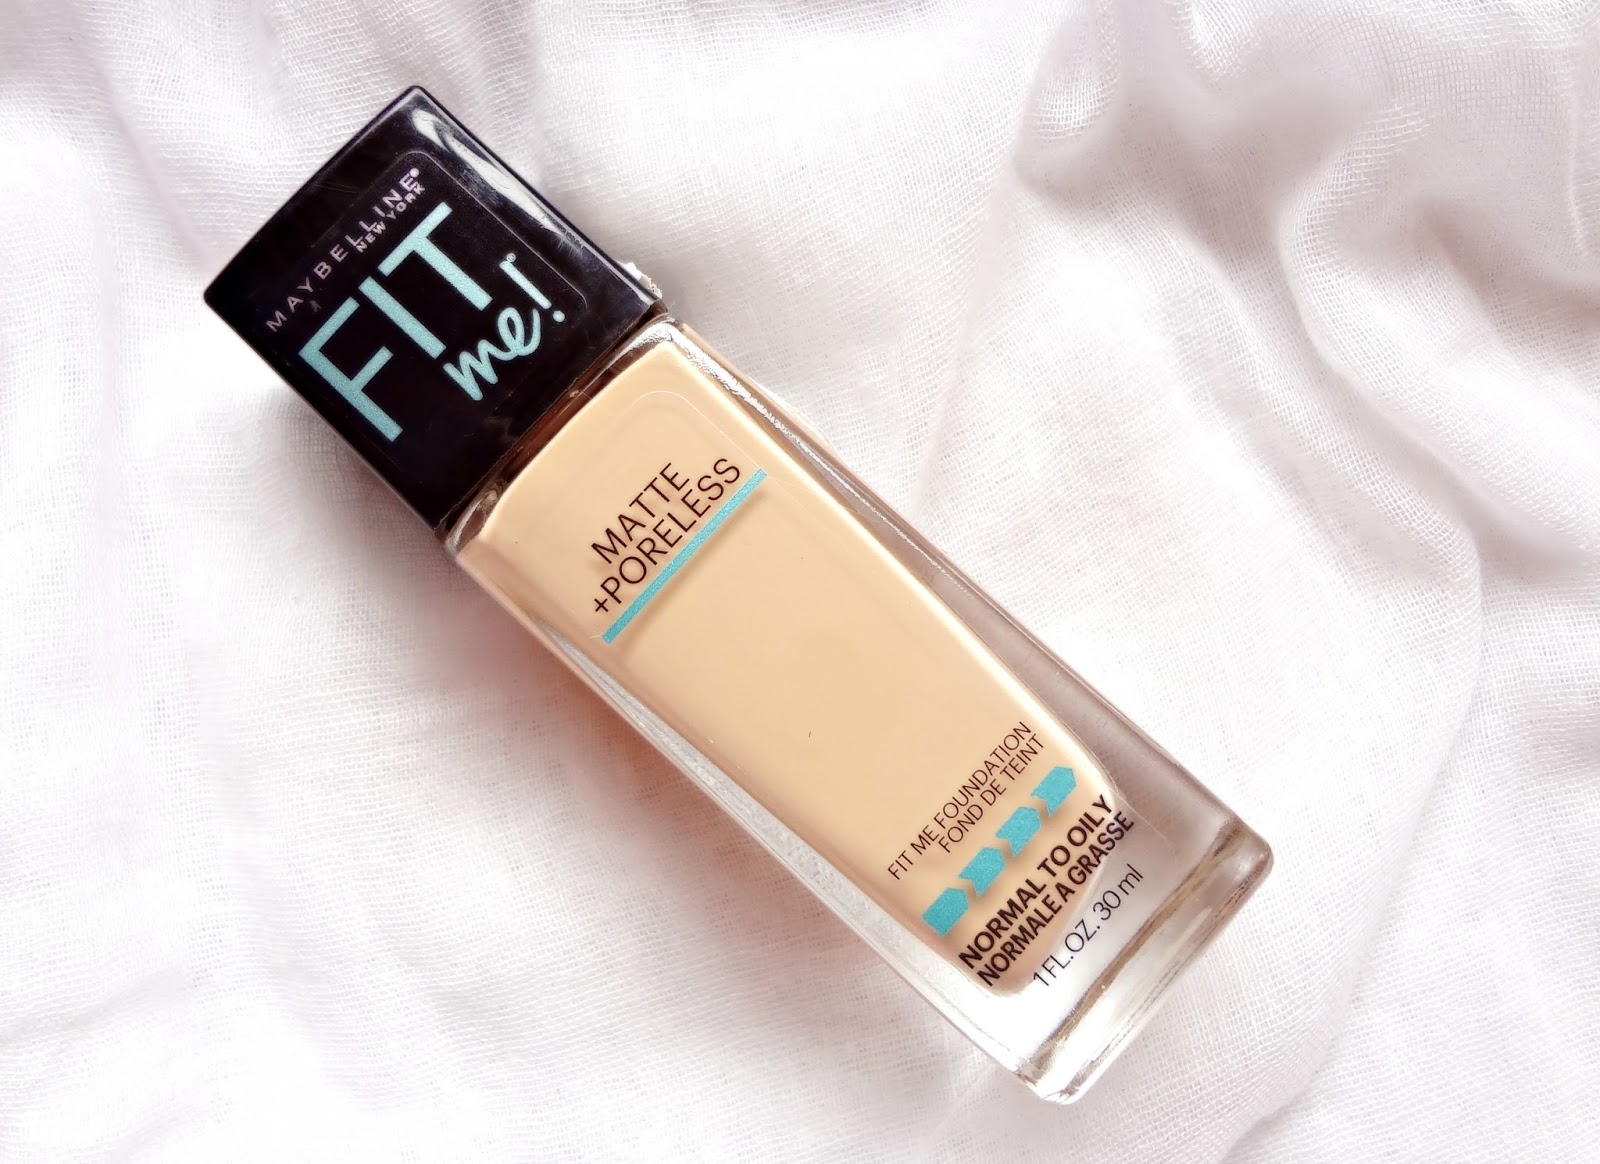 MAYBELLINE®
NEW YORK
FIT
me!®
MATTE
+PORELESS
FIT ME FOUNDATION
FOND DE TEINT
NORMAL TO OILY
NORMALE A GRASSE
1 FL.OZ. 30 ml